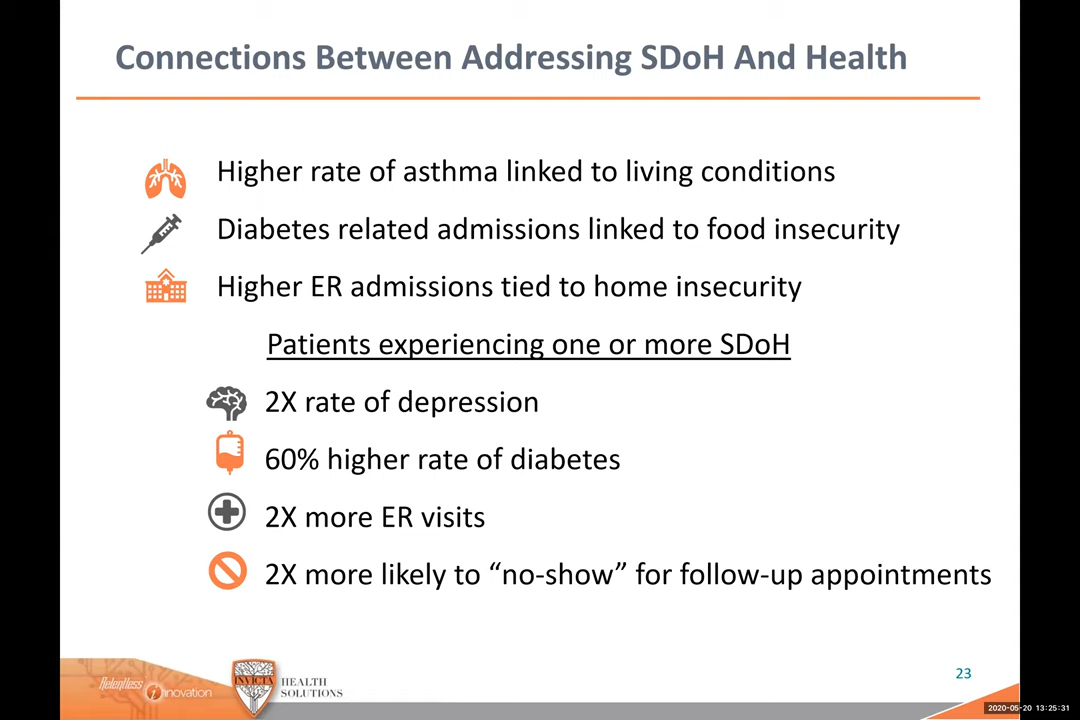 Connections Between Addressing SDoH And Health
Higher rate of asthma linked to living conditions
Diabetes related admissions linked to food insecurity
Higher ER admissions tied to home insecurity
Patients experiencing one or more SDoH
2X rate of depression
60% higher rate of diabetes
2X more ER visits
2X more likely to “no-show” for follow-up appointments
Relentless innovation
INVICTA
HEALTH
SOLUTIONS
23
2020-05-20 13:25:31